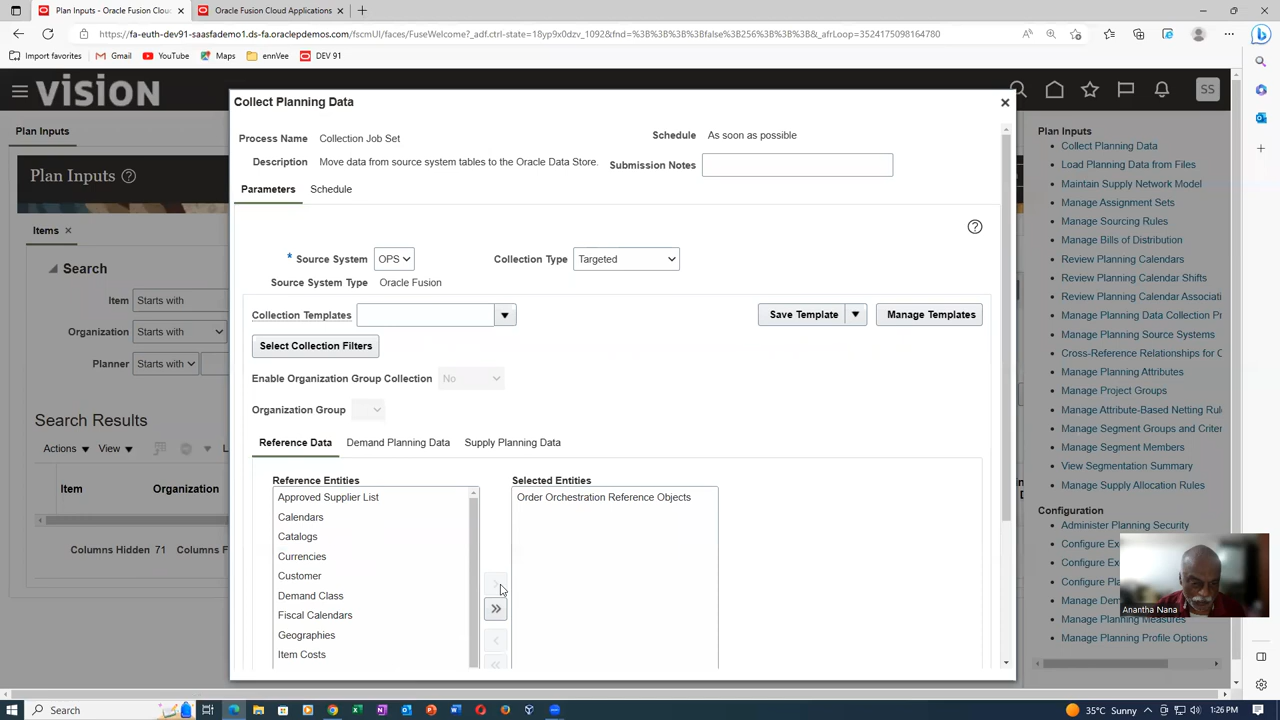 Plan Inputs - Oracle Fusion Clou
Oracle Fusion Cloud Applications
https://fa-euth-dev91-saasfademo1.ds-fa.oraclepdemos.com/fscmUI/faces/FuseWelcome?_adf.ctrl-state=18yp9x0dzv_1092&fnd=%3B%3B%3B%3Bfalse%3B256%3B%3B%3B&_afrLoop=3524175098164780
Import favorites
Gmail
YouTube
Maps
ennVee
DEV 91
VISION
SS
Plan Inputs
Plan Inputs
Items
Search
Item
Starts with
Organization
Starts with
Planner
Starts with
Search Results
Actions
View
Item
Organization
Columns Hidden 71
Columns F
Collect Planning Data
Process Name Collection Job Set
Schedule As soon as possible
Description Move data from source system tables to the Oracle Data Store.
Submission Notes
Parameters
Schedule
* Source System OPS
Collection Type Targeted
Source System Type Oracle Fusion
Collection Templates
Save Template
Manage Templates
Select Collection Filters
Enable Organization Group Collection No
Organization Group
Reference Data
Demand Planning Data
Supply Planning Data
Reference Entities
Approved Supplier List
Calendars
Catalogs
Currencies
Customer
Demand Class
Fiscal Calendars
Geographies
Item Costs
Selected Entities
Order Orchestration Reference Objects
Plan Inputs
Collect Planning Data
Load Planning Data from Files
Maintain Supply Network Model
Manage Assignment Sets
Manage Sourcing Rules
Manage Bills of Distribution
Review Planning Calendars
Review Planning Calendar Shifts
Review Planning Calendar Associati
Manage Planning Data Collection Pr
Manage Planning Source Systems
Cross-Reference Relationships for C
Manage Planning Attributes
Manage Project Groups
Manage Attribute-Based Netting Rul
Manage Segment Groups and Criter
Manage Segment Members
View Segmentation Summary
Manage Supply Allocation Rules
Configuration
Administer Planning Security
Configure Ex
Configure Ex
Configure Pla
Manage Dem
Manage Planning Measures
Manage Planning Profile Options
Anantha Nana
Search
35°C Sunny
1:26 PM